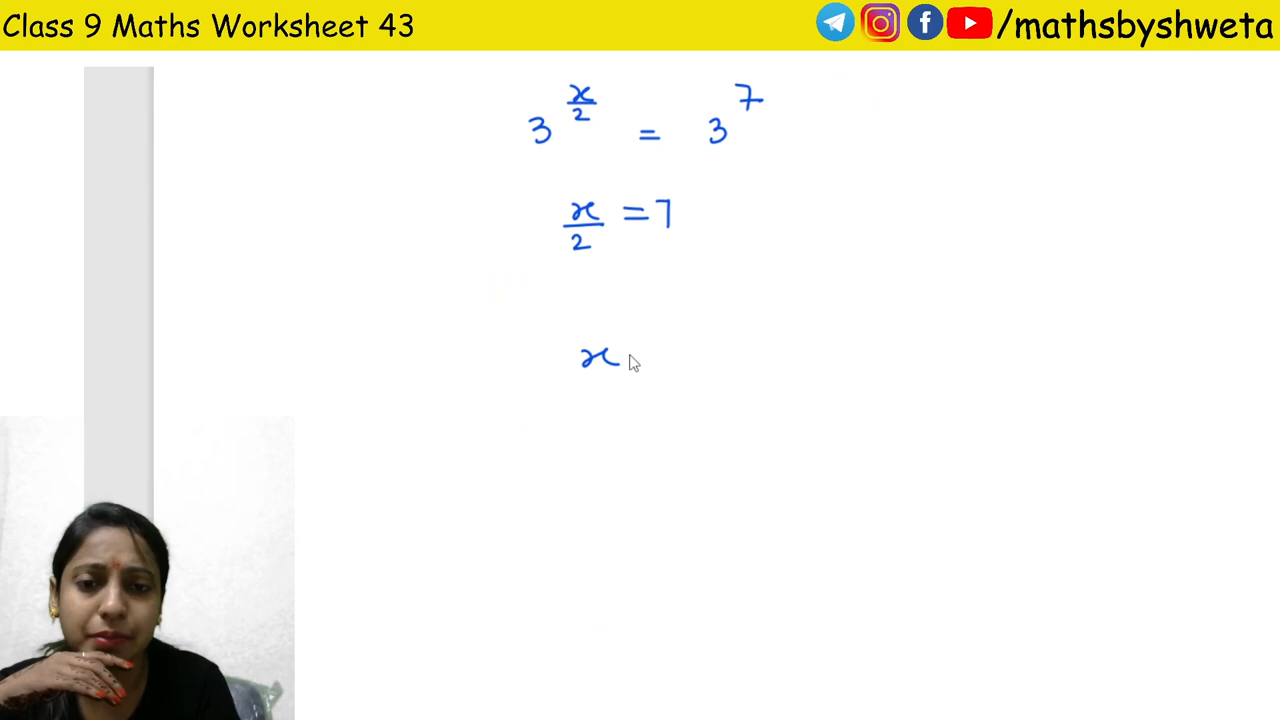 Class 9 Maths Worksheet 43
/mathsbyshweta
3^(x/2) = 3^7
x/2 = 7
x